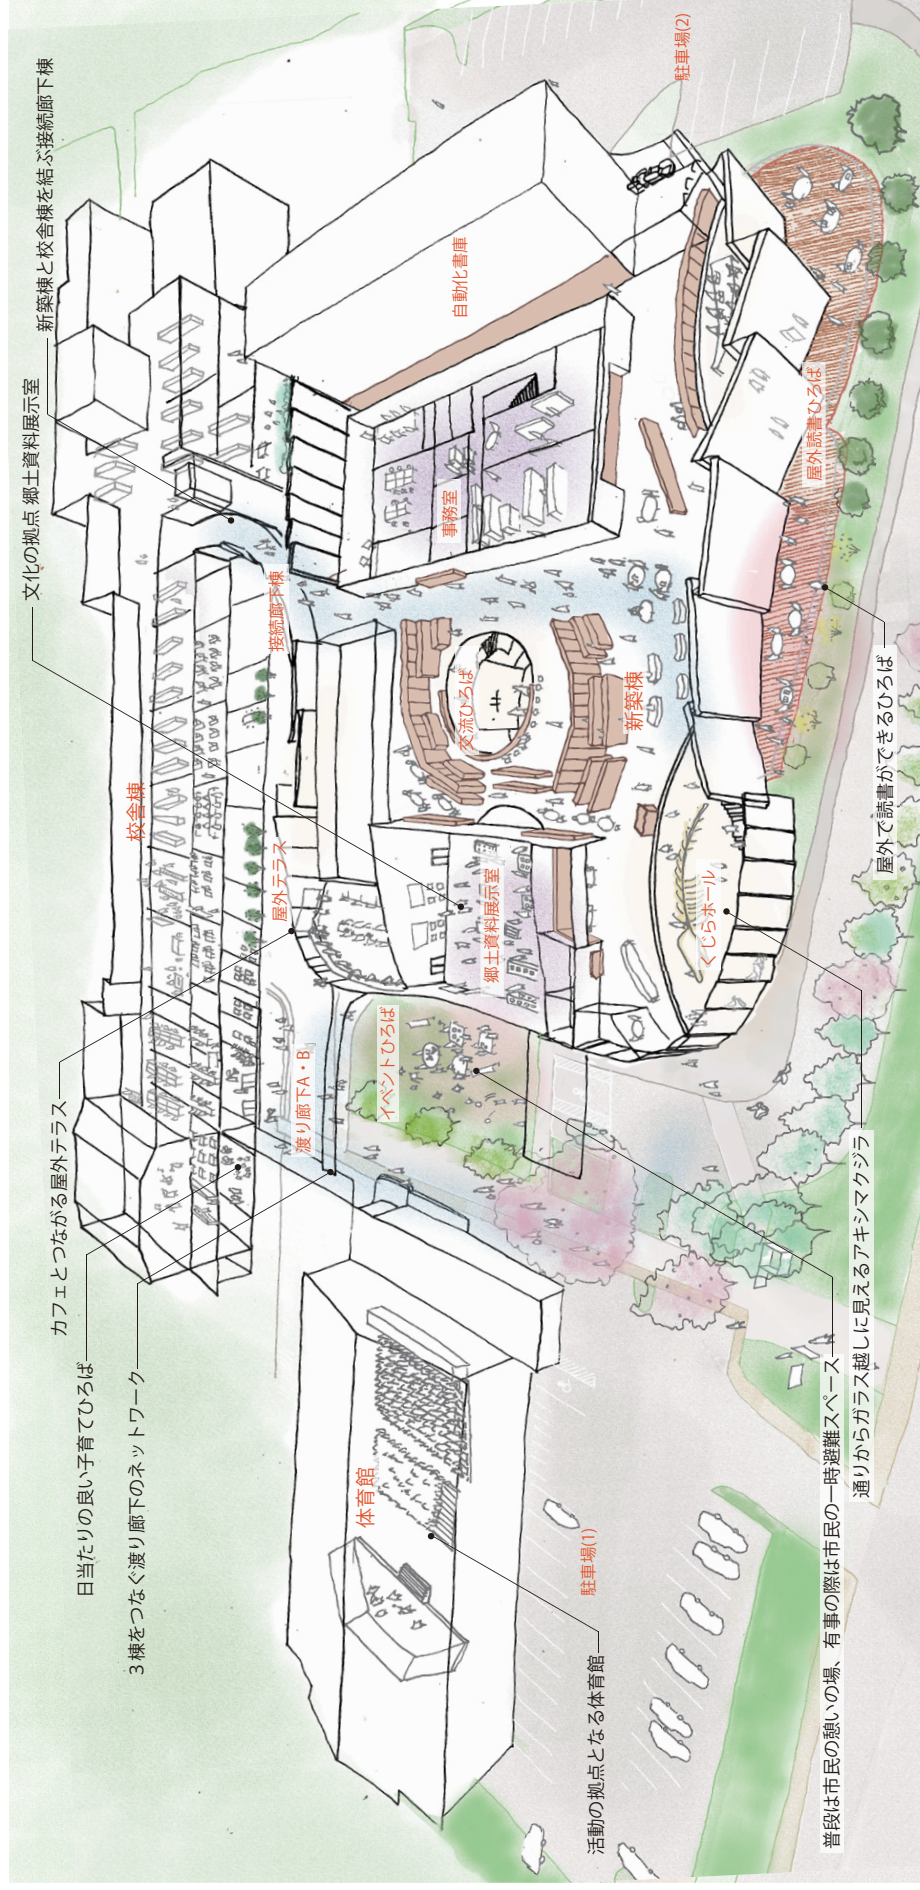 新築棟と校舎棟を結ぶ接続廊下棟
文化の拠点 郷土資料展示室
カフェとつながる屋外テラス
日当たりの良い子育てひろば
3棟をつなぐ渡り廊下のネットワーク
駐車場(2)
自動化書庫
事務室
接続廊下棟
校舎棟
屋外テラス
交流ひろば
新築棟
屋外読書ひろば
郷土資料展示室
くじらホール
イベントひろば
渡り廊下A・B
体育館
駐車場(1)
屋外で読書ができるひろば
通りからガラス越しに見えるアキシマクジラ
普段は市民の憩いの場、有事の際は市民の一時避難スペース
活動の拠点となる体育館